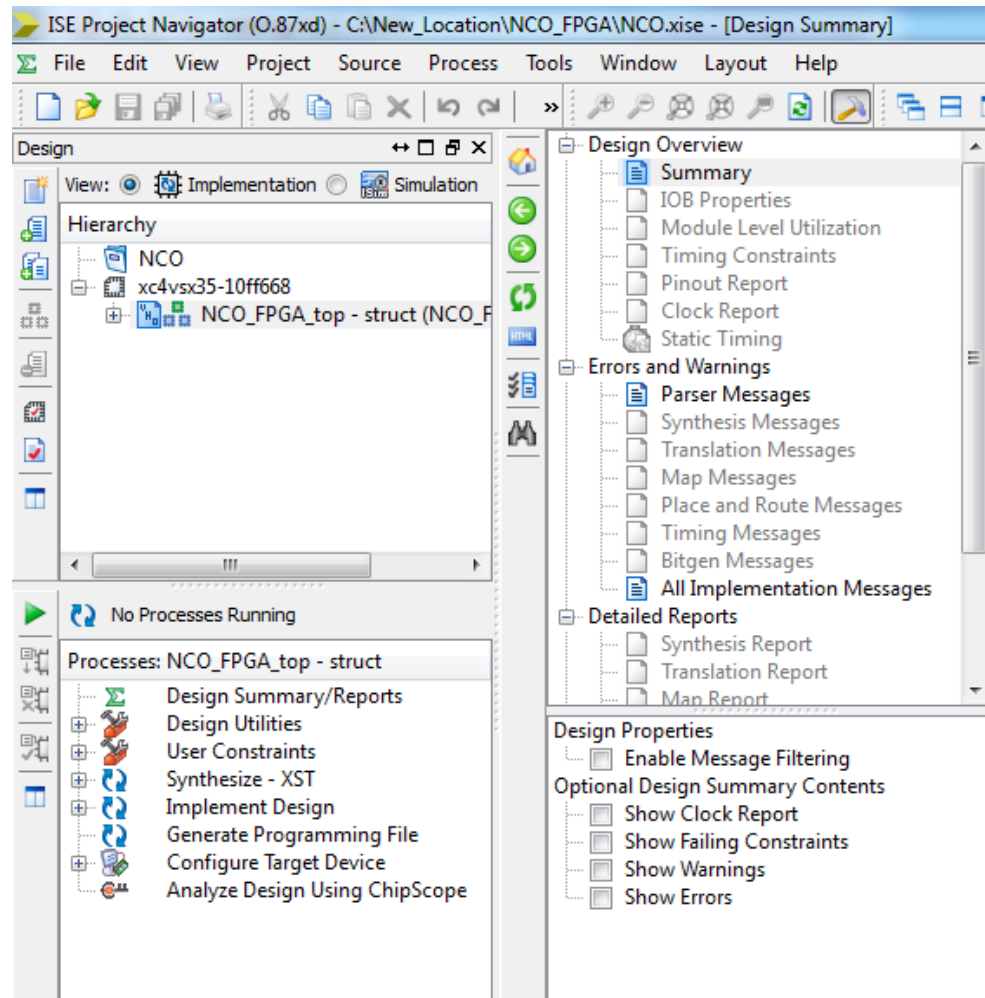 ISE Project Navigator (O.87xd) - C:\New_Location\NCO_FPGA\NCO.xise - [Design Summary]
File Edit View Project Source Process Tools Window Layout Help
»
Design
View: Implementation Simulation
Hierarchy
NCO
xc4vsx35-10ff668
NCO_FPGA_top - struct (NCO_F
No Processes Running
Processes: NCO_FPGA_top - struct
Design Summary/Reports
Design Utilities
User Constraints
Synthesize - XST
Implement Design
Generate Programming File
Configure Target Device
Analyze Design Using ChipScope
HTML
Design Overview
Summary
IOB Properties
Module Level Utilization
Timing Constraints
Pinout Report
Clock Report
Static Timing
Errors and Warnings
Parser Messages
Synthesis Messages
Translation Messages
Map Messages
Place and Route Messages
Timing Messages
Bitgen Messages
All Implementation Messages
Detailed Reports
Synthesis Report
Translation Report
Map Report
Design Properties
Enable Message Filtering
Optional Design Summary Contents
Show Clock Report
Show Failing Constraints
Show Warnings
Show Errors